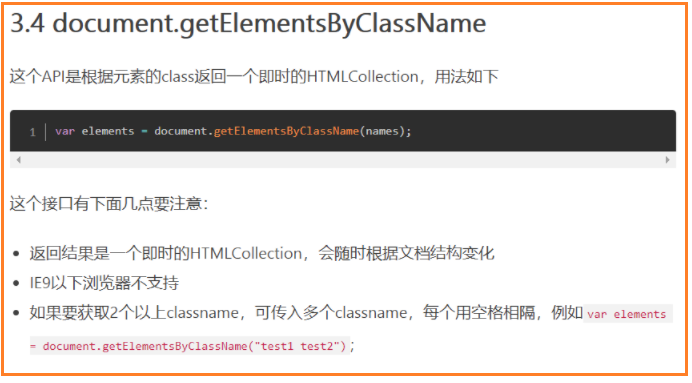 3.4 document.getElementsByClassName
这个API是根据元素的class返回一个即时的HTMLCollection，用法如下
1 var elements = document.getElementsByClassName(names);
这个接口有下面几点要注意：
• 返回结果是一个即时的HTMLCollection，会随时根据文档结构变化
• IE9以下浏览器不支持
• 如果要获取2个以上classname，可传入多个classname，每个用空格相隔，例如 var elements
= document.getElementsByClassName("test1 test2")；